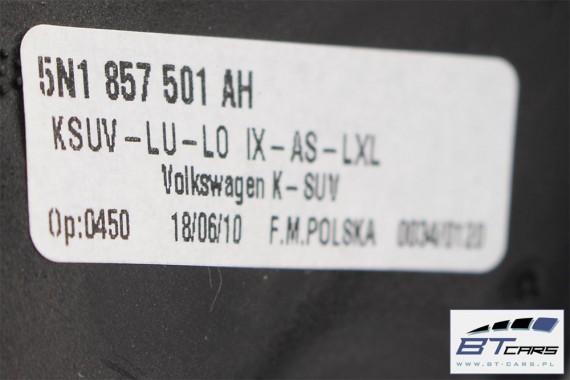 5N1 857 501 AH
KSUV-LU-LO IX-AS-LXL
Volkswagen K-SUV
Op:0450 18/06/10 F.M.POLSKA 0034/0120
BT CARS
WWW.BT-CARS.PL